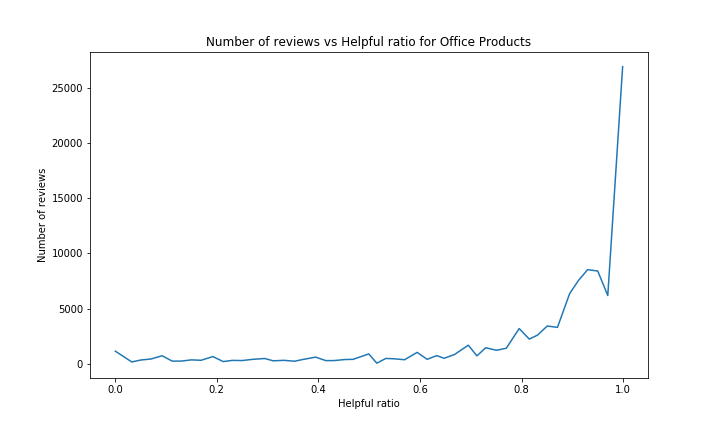 Number of reviews vs Helpful ratio for Office Products
25000
20000
15000
10000
5000
0
Number of reviews
0.0 0.2 0.4 0.6 0.8 1.0
Helpful ratio